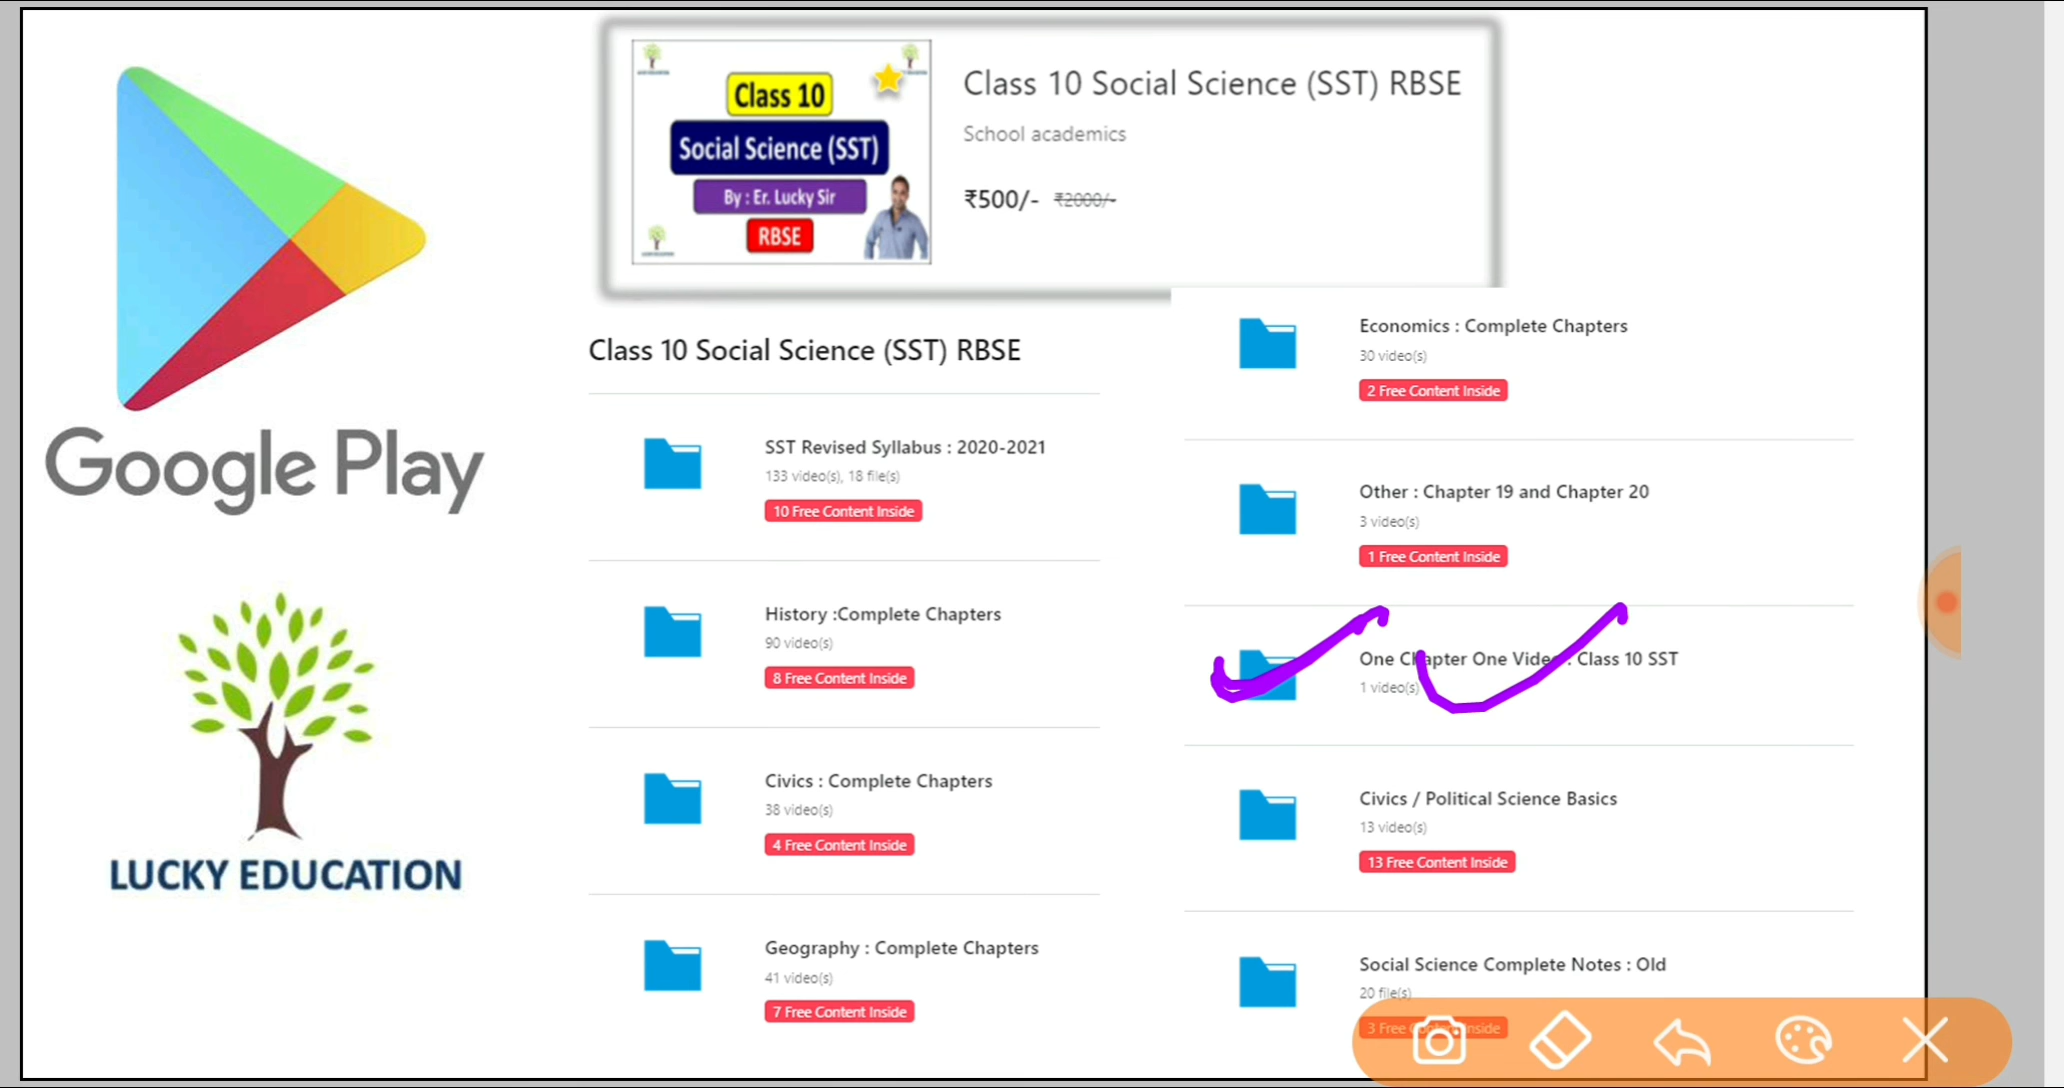 Google Play
LUCKY EDUCATION
Class 10
Social Science (SST)
By : Er. Lucky Sir
RBSE
Class 10 Social Science (SST) RBSE
School academics
₹500/- ₹2000/-
Class 10 Social Science (SST) RBSE
SST Revised Syllabus : 2020-2021
133 video(s), 18 file(s)
10 Free Content Inside
History :Complete Chapters
90 video(s)
8 Free Content Inside
Civics : Complete Chapters
38 video(s)
4 Free Content Inside
Geography : Complete Chapters
41 video(s)
7 Free Content Inside
Economics : Complete Chapters
30 video(s)
2 Free Content Inside
Other : Chapter 19 and Chapter 20
3 video(s)
1 Free Content Inside
One Chapter One Video : Class 10 SST
1 video(s)
Civics / Political Science Basics
13 video(s)
13 Free Content Inside
Social Science Complete Notes : Old
20 file(s)
3 Free Content Inside